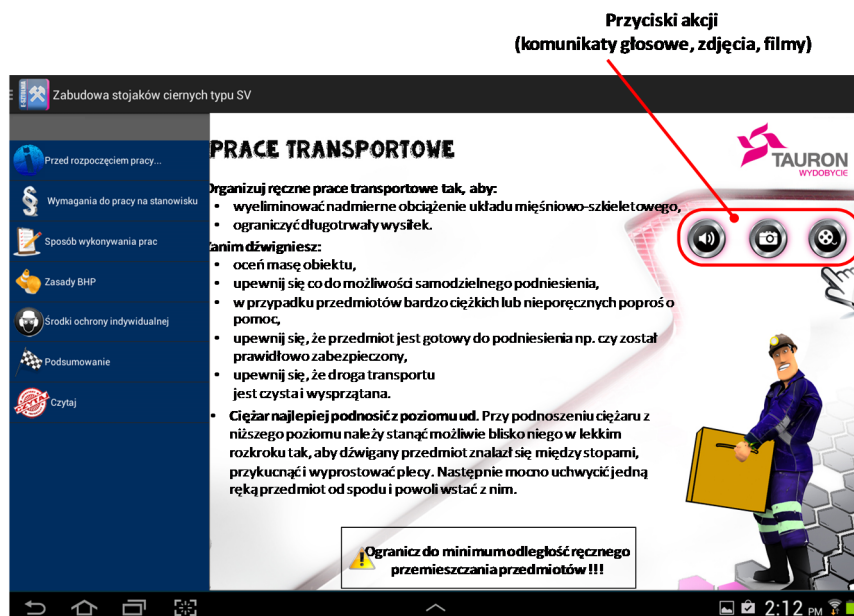 Przyciski akcji
(komunikaty głosowe, zdjęcia, filmy)
Zabudowa stojaków ciernych typu SV
Przed rozpoczęciem pracy...
Wymagania do pracy na stanowisku
Sposób wykonywania prac
Zasady BHP
Środki ochrony indywidualnej
Podsumowanie
Czytaj
PRACE TRANSPORTOWE
TAURON
WYDOBYCIE
Organizuj ręczne prace transportowe tak, aby:
• wyeliminować nadmierne obciążenie układu mięśniowo-szkieletowego,
• ograniczyć długotrwały wysiłek.
Zanim dźwigniesz:
• oceń masę obiektu,
• upewnij się co do możliwości samodzielnego podniesienia,
• w przypadku przedmiotów bardzo ciężkich lub nieporęcznych poproś o
pomoc,
• upewnij się, że przedmiot jest gotowy do podniesienia np. czy został
prawidłowo zabezpieczony,
• upewnij się, że droga transportu
jest czysta i wysprzątana.
• Ciężar najlepiej podnosić z poziomu ud. Przy podnoszeniu ciężaru z
niższego poziomu należy stanąć możliwie blisko niego w lekkim
rozkroku tak, aby dźwigany przedmiot znalazł się między stopami,
przykucnąć i wyprostować plecy. Następnie mocno uchwycić jedną
ręką przedmiot od spodu i powoli wstać z nim.
Ogranicz do minimum odległość ręcznego
przemieszczania przedmiotów !!!
2:12 PM